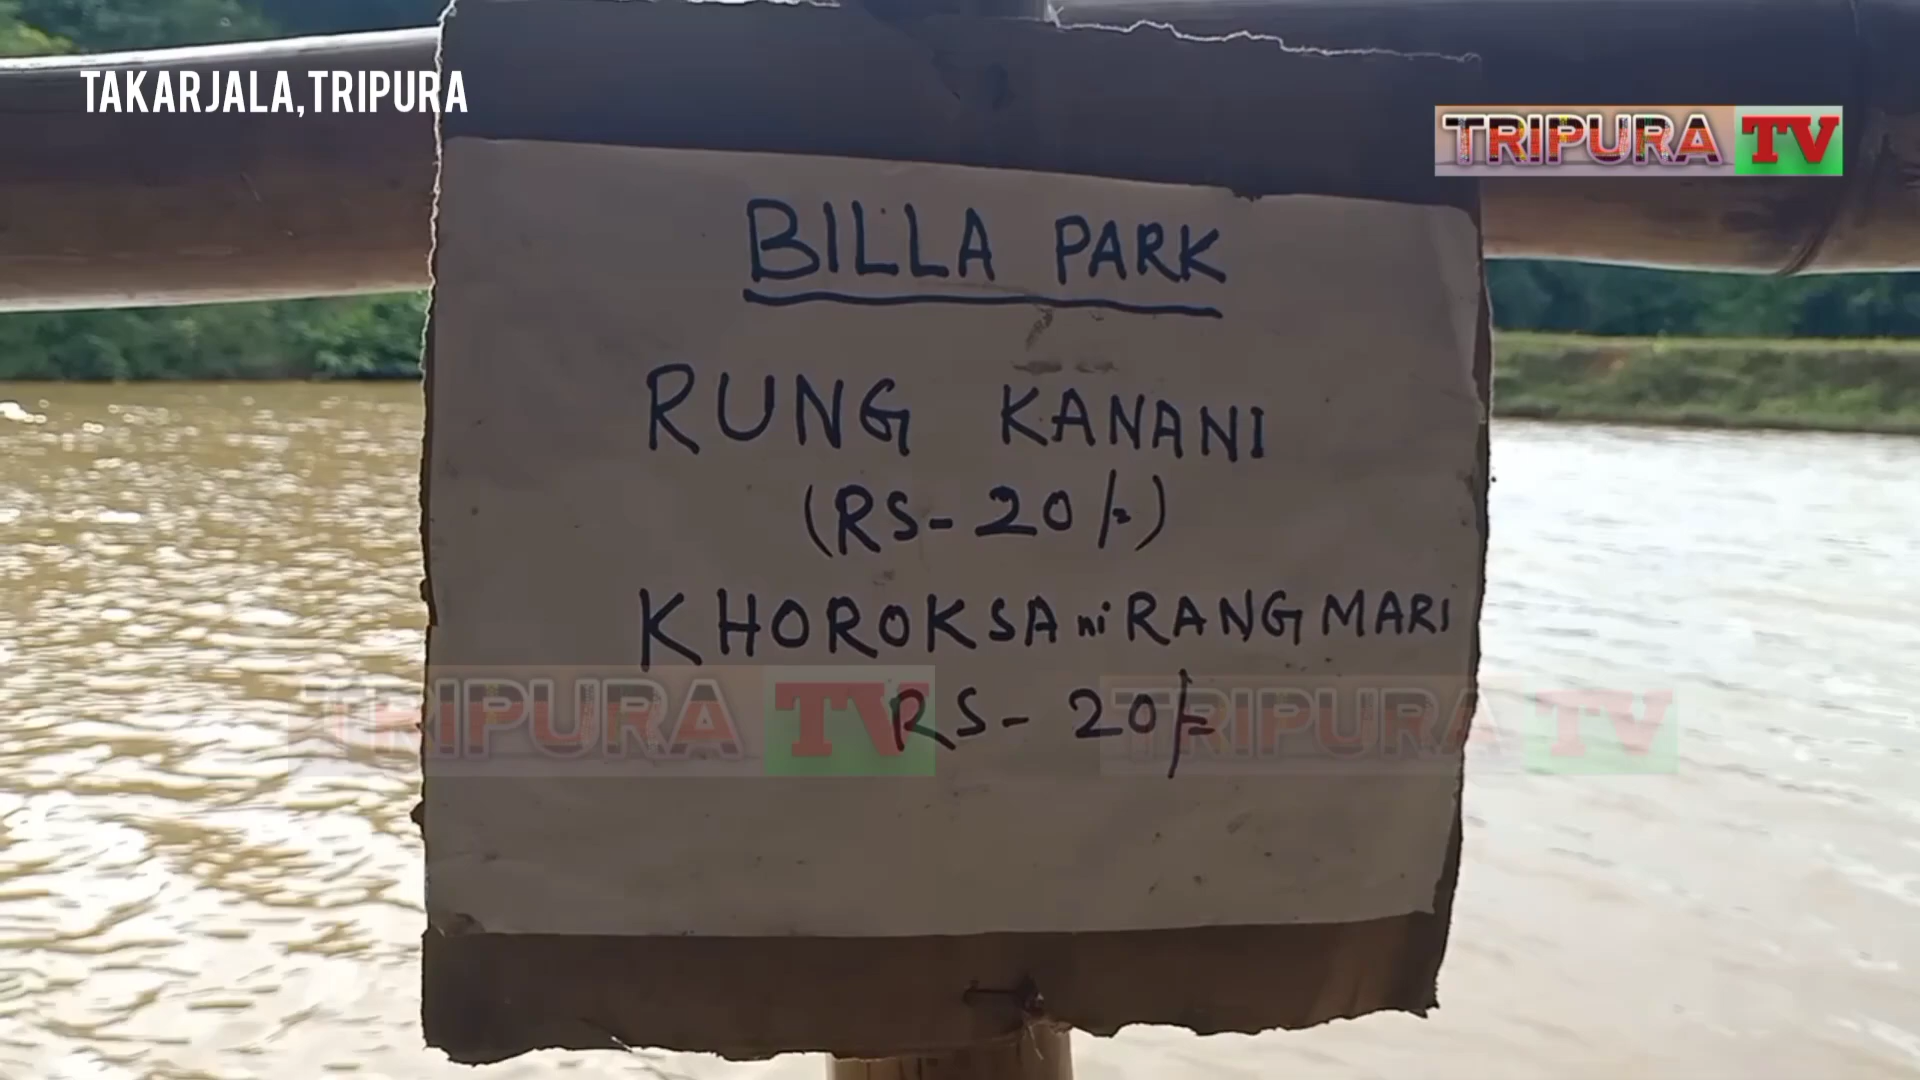 TAKARJALA,TRIPURA
TRIPURA TV
BILLA PARK
RUNG KANANI
(RS-20/=)
KHOROKSA ni RANG MARI
RS-20/=
TRIPURA TV
TRIPURA TV